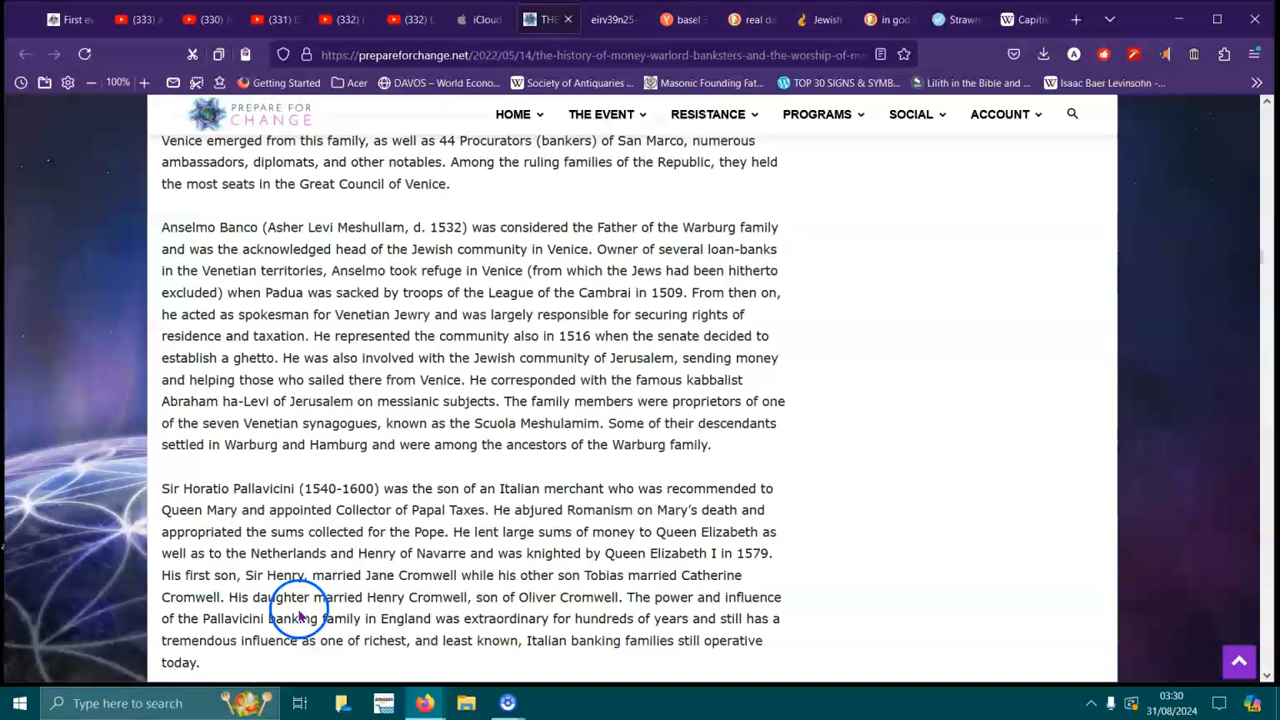 (333)
(330)
(331) D
(332)
(332) L
iCloud
THE
eirv39n25-
basel
real da
Jewish
in god
Strawn
Capitis
https://prepareforchange.net/2022/05/14/the-history-of-money-warlord-banksters-and-the-worship-of-m
100%
Getting Started
Acer
DAVOS – World Econo...
Society of Antiquaries ...
Masonic Founding Fat...
TOP 30 SIGNS & SYMB...
Lilith in the Bible and ...
Isaac Baer Levinsohn -...
PREPARE FOR
CHANGE
HOME
THE EVENT
RESISTANCE
PROGRAMS
SOCIAL
ACCOUNT
Venice emerged from this family, as well as 44 Procurators (bankers) of San Marco, numerous
ambassadors, diplomats, and other notables. Among the ruling families of the Republic, they held
the most seats in the Great Council of Venice.
Anselmo Banco (Asher Levi Meshullam, d. 1532) was considered the Father of the Warburg family
and was the acknowledged head of the Jewish community in Venice. Owner of several loan-banks
in the Venetian territories, Anselmo took refuge in Venice (from which the Jews had been hitherto
excluded) when Padua was sacked by troops of the League of the Cambrai in 1509. From then on,
he acted as spokesman for Venetian Jewry and was largely responsible for securing rights of
residence and taxation. He represented the community also in 1516 when the senate decided to
establish a ghetto. He was also involved with the Jewish community of Jerusalem, sending money
and helping those who sailed there from Venice. He corresponded with the famous kabbalist
Abraham ha-Levi of Jerusalem on messianic subjects. The family members were proprietors of one
of the seven Venetian synagogues, known as the Scuola Meshulamim. Some of their descendants
settled in Warburg and Hamburg and were among the ancestors of the Warburg family.
Sir Horatio Pallavicini (1540-1600) was the son of an Italian merchant who was recommended to
Queen Mary and appointed Collector of Papal Taxes. He abjured Romanism on Mary’s death and
appropriated the sums collected for the Pope. He lent large sums of money to Queen Elizabeth as
well as to the Netherlands and Henry of Navarre and was knighted by Queen Elizabeth I in 1579.
His first son, Sir Henry, married Jane Cromwell while his other son Tobias married Catherine
Cromwell. His daughter married Henry Cromwell, son of Oliver Cromwell. The power and influence
of the Pallavicini banking family in England was extraordinary for hundreds of years and still has a
tremendous influence as one of richest, and least known, Italian banking families still operative
today.
Type here to search
03:30
31/08/2024